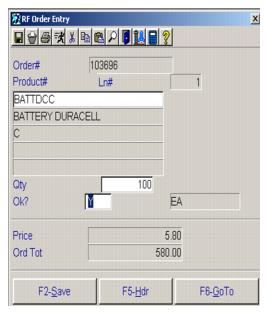 RF Order Entry
Order# 103696
Product# Ln# 1
BATTDCC
BATTERY DURACELL
C
Qty 100
Ok? Y EA
Price 5.80
Ord Tot 580.00
F2-Save F5-Hdr F6-GoTo